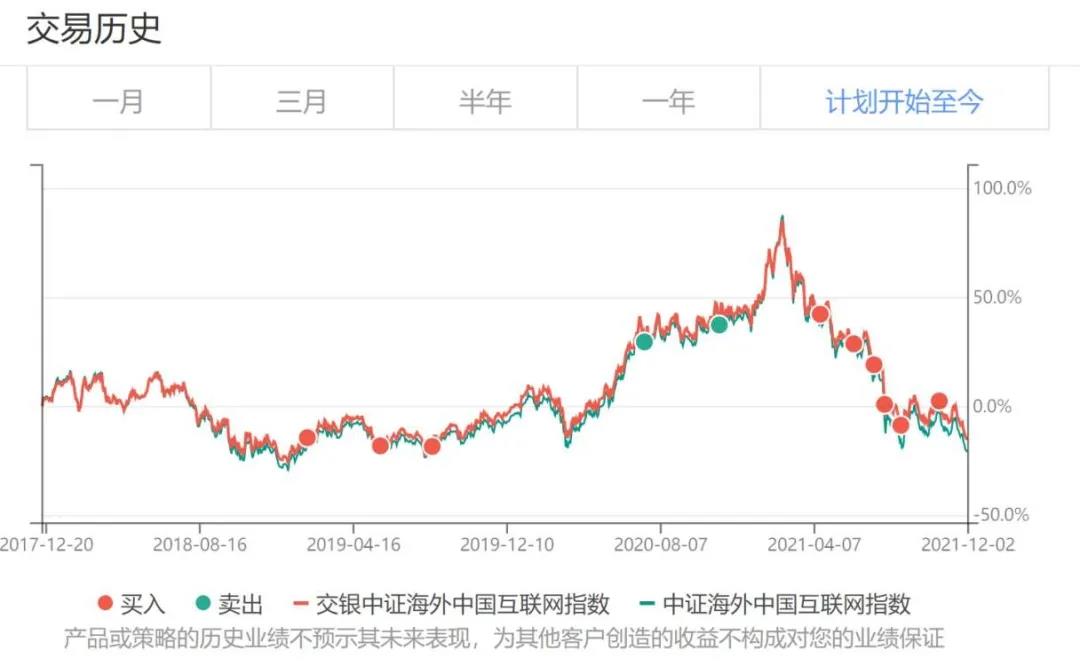 交易历史
一月 三月 半年 一年 计划开始至今
100.0%
50.0%
0.0%
-50.0%
2017-12-20 2018-08-16 2019-04-16 2019-12-10 2020-08-07 2021-04-07 2021-12-02
买入 卖出 交银中证海外中国互联网指数 中证海外中国互联网指数
产品或策略的历史业绩不预示其未来表现，为其他客户创造的收益不构成对您的业绩保证